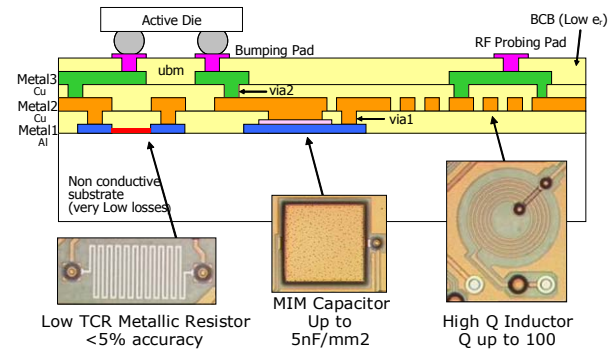 Active Die
BCB (Low eᵣ)
Bumping Pad
RF Probing Pad
ubm
Metal3
Cu
via2
Metal2
Cu
via1
Metal1
Al
Non conductive
substrate
(very Low losses)
Low TCR Metallic Resistor
<5% accuracy
MIM Capacitor
Up to
5nF/mm2
High Q Inductor
Q up to 100